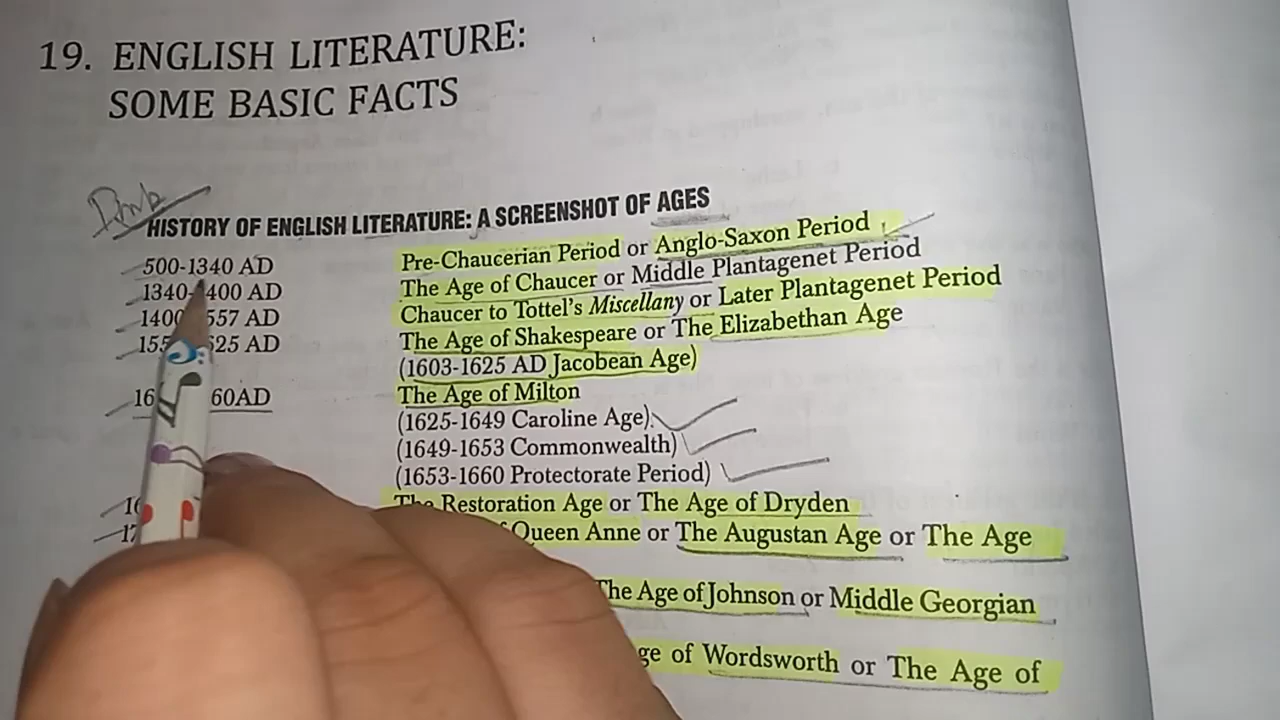 19. ENGLISH LITERATURE:
SOME BASIC FACTS
HISTORY OF ENGLISH LITERATURE: A SCREENSHOT OF AGES
500-1340 AD Pre-Chaucerian Period or Anglo-Saxon Period
1340- 400 AD The Age of Chaucer or Middle Plantagenet Period
1400 557 AD Chaucer to Tottel's Miscellany or Later Plantagenet Period
155 625 AD The Age of Shakespeare or The Elizabethan Age
(1603-1625 AD Jacobean Age)
16 60AD The Age of Milton
(1625-1649 Caroline Age)
(1649-1653 Commonwealth)
(1653-1660 Protectorate Period)
The Restoration Age or The Age of Dryden
Queen Anne or The Augustan Age or The Age
The Age of Johnson or Middle Georgian
of Wordsworth or The Age of